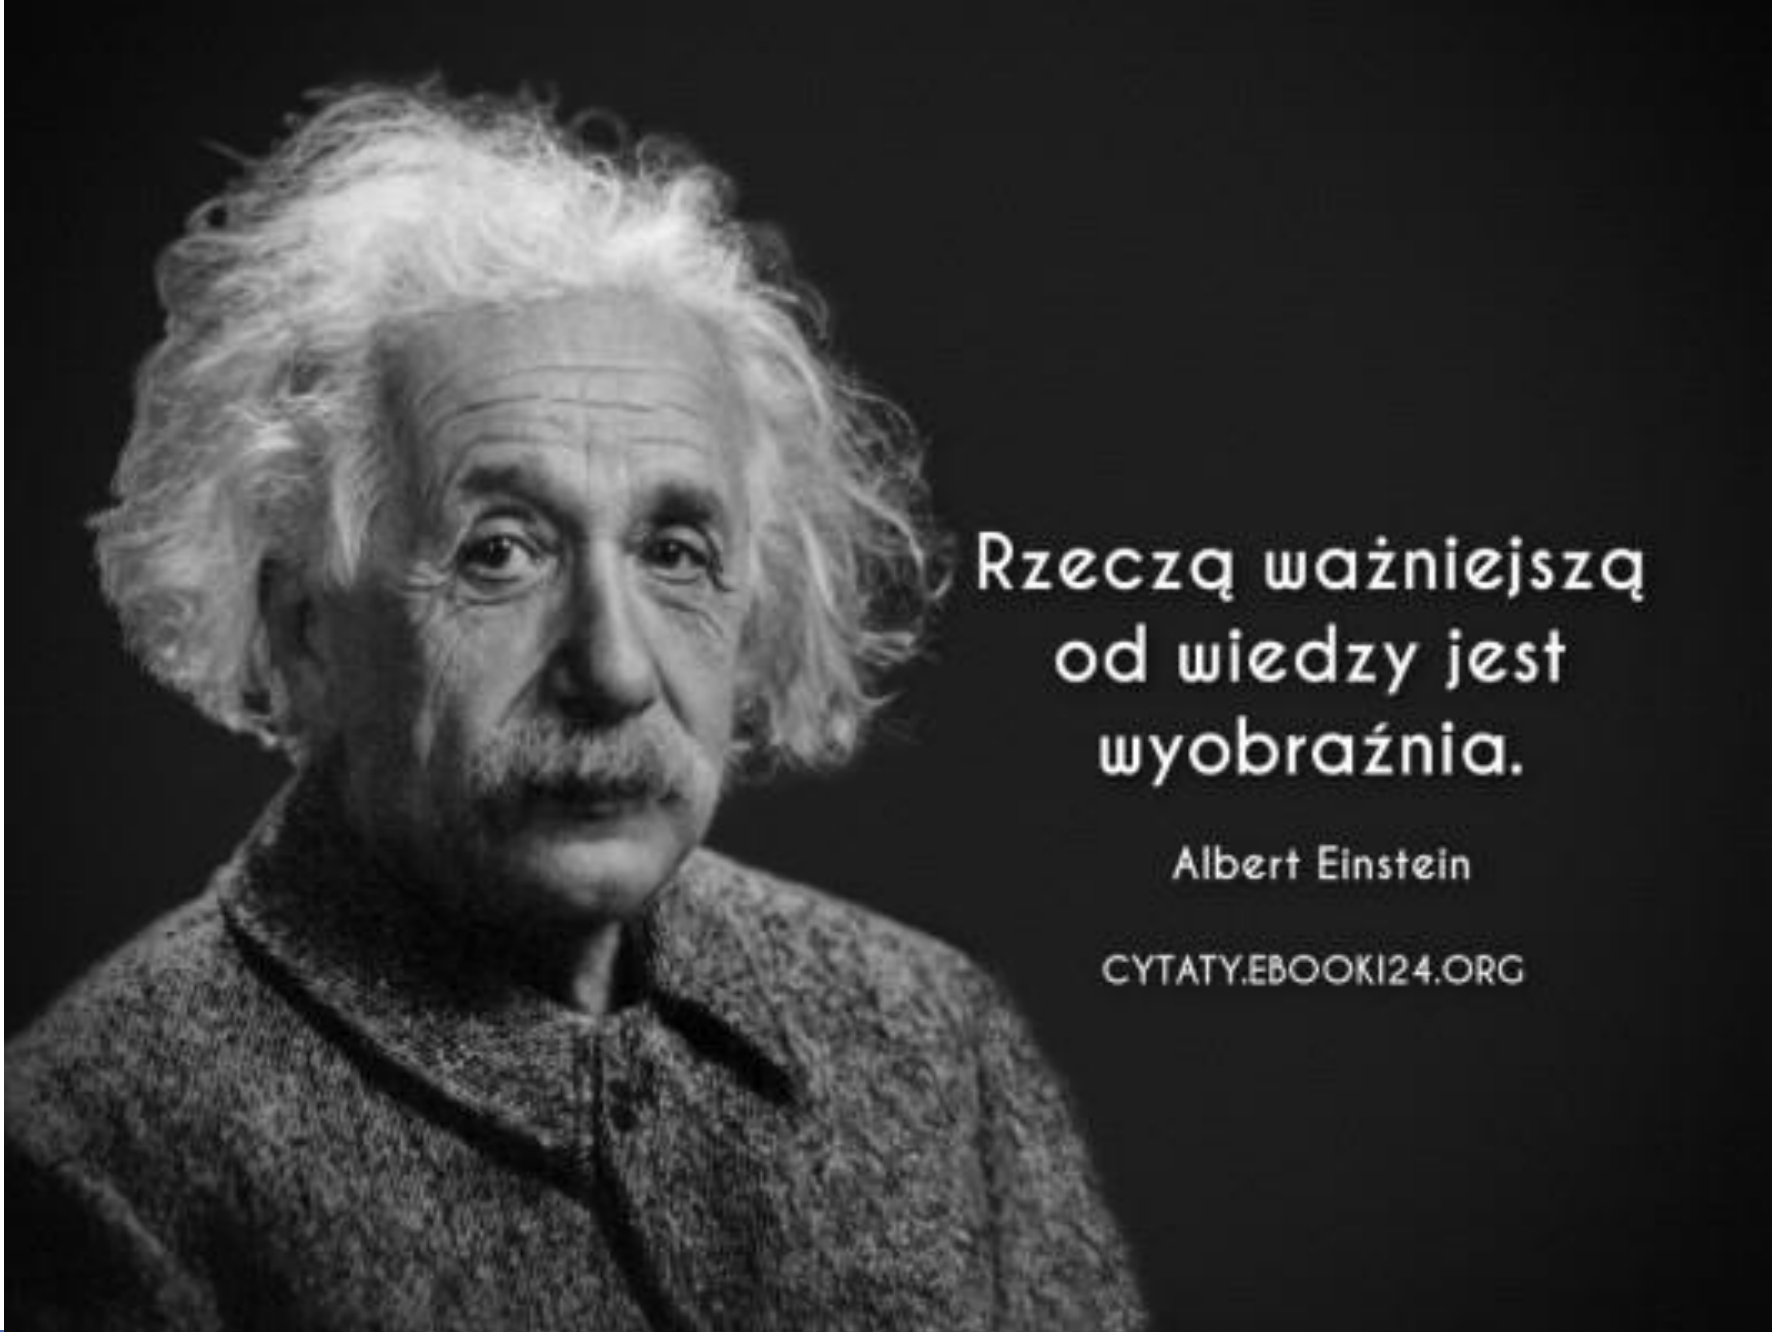 Rzeczą ważniejszą
od wiedzy jest
wyobraźnia.
Albert Einstein
CYTATY.EBOOKI24.ORG